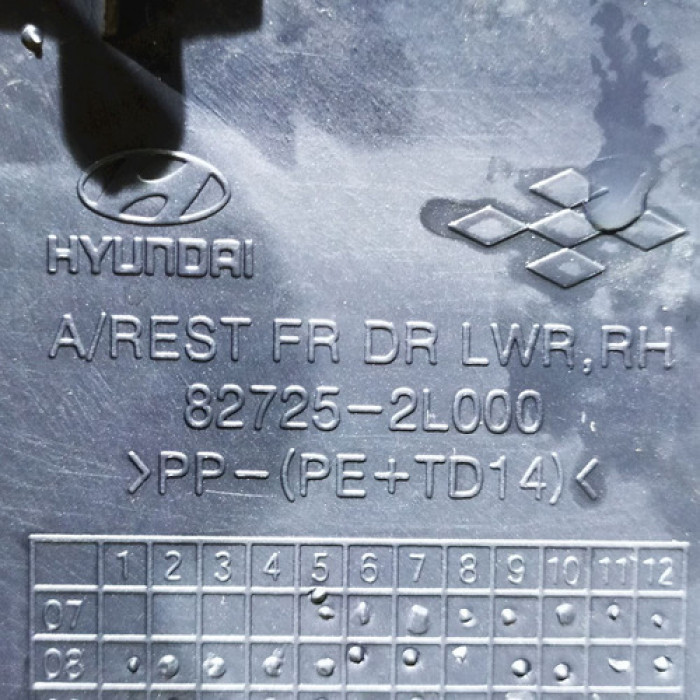 HYUNDAI
A/REST FR DR LWR,RH
82725-2L000
>PP-(PE+TD14)<
1 2 3 4 5 6 7 8 9 10 11 12
07
08